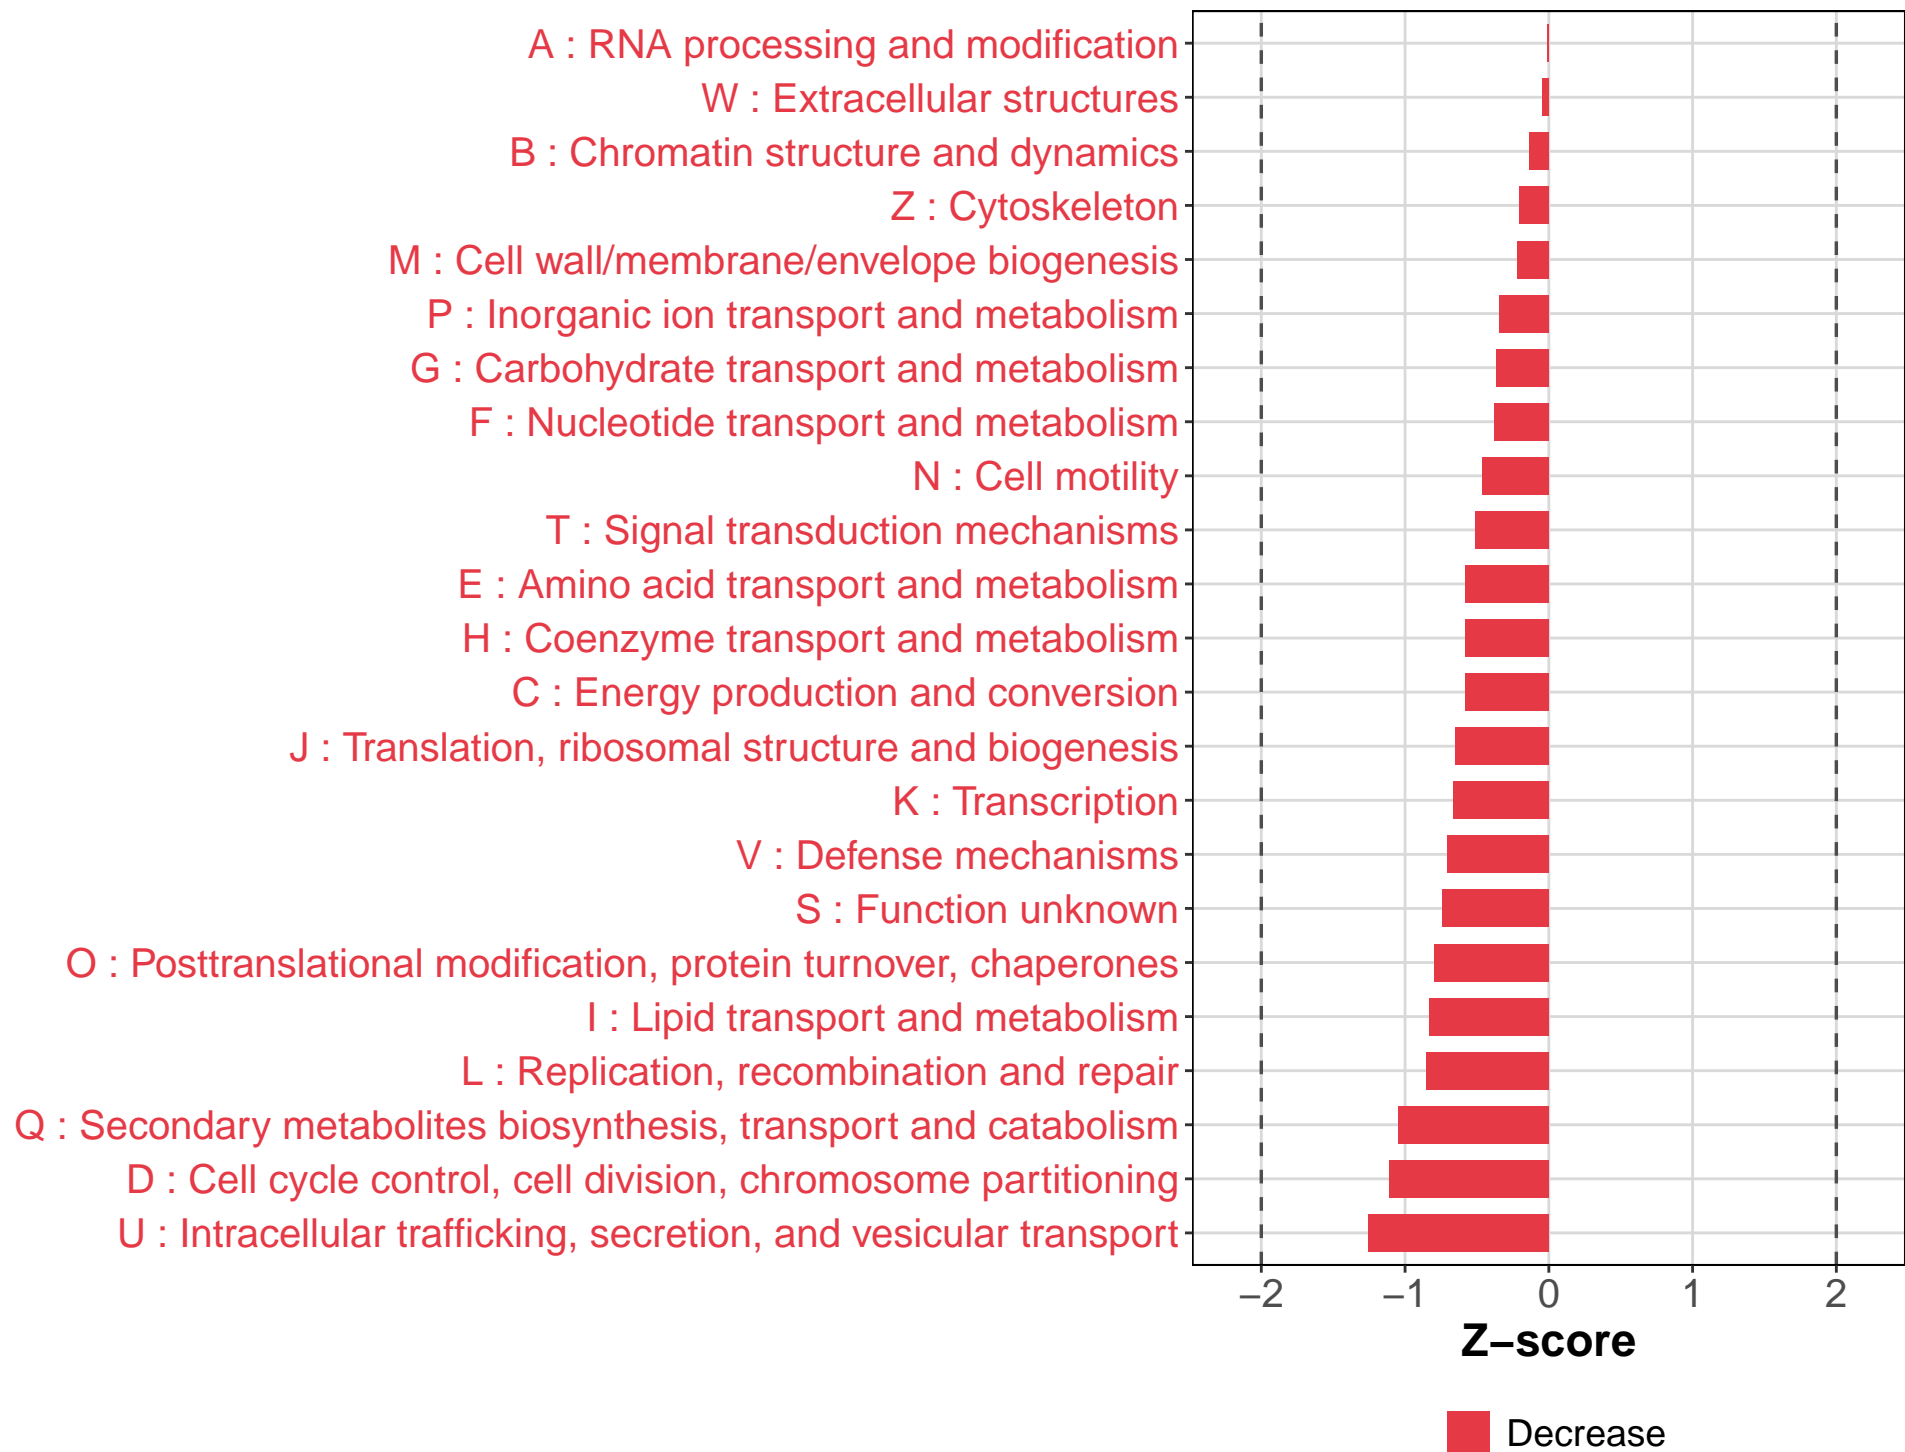 A : RNA processing and modification
W : Extracellular structures
B : Chromatin structure and dynamics
Z : Cytoskeleton
M : Cell wall/membrane/envelope biogenesis
P : Inorganic ion transport and metabolism
G : Carbohydrate transport and metabolism
F : Nucleotide transport and metabolism
N : Cell motility
T : Signal transduction mechanisms
E : Amino acid transport and metabolism
H : Coenzyme transport and metabolism
C : Energy production and conversion
J : Translation, ribosomal structure and biogenesis
K : Transcription
V : Defense mechanisms
S : Function unknown
O : Posttranslational modification, protein turnover, chaperones
I : Lipid transport and metabolism
L : Replication, recombination and repair
Q : Secondary metabolites biosynthesis, transport and catabolism
D : Cell cycle control, cell division, chromosome partitioning
U : Intracellular trafficking, secretion, and vesicular transport
−2 −1 0 1 2
Z−score
Decrease